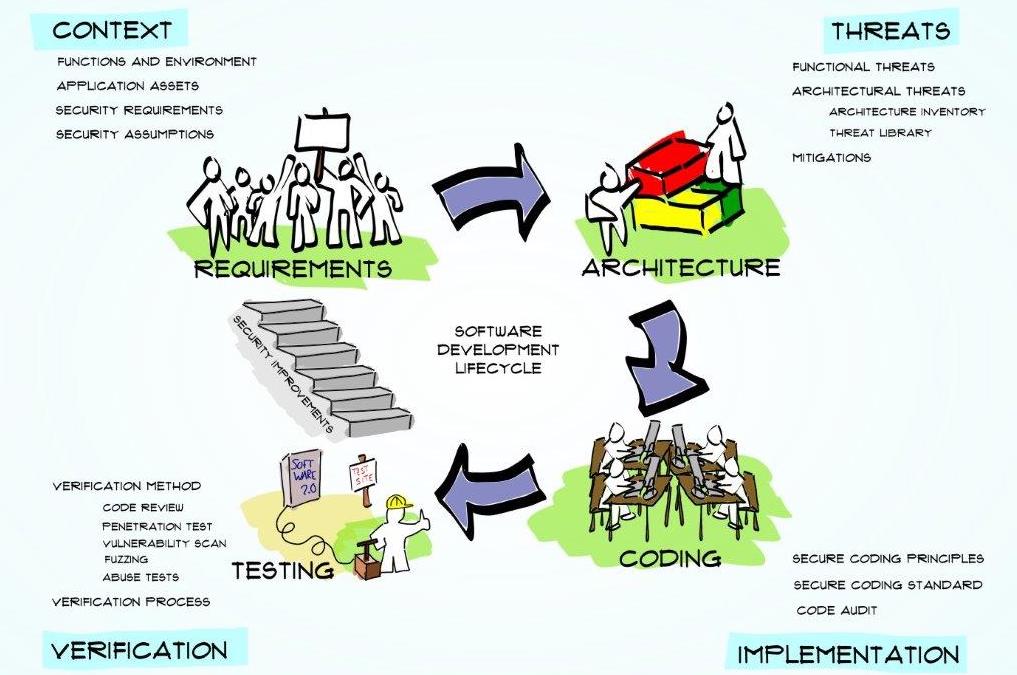 CONTEXT
FUNCTIONS AND ENVIRONMENT
APPLICATION ASSETS
SECURITY REQUIREMENTS
SECURITY ASSUMPTIONS
THREATS
FUNCTIONAL THREATS
ARCHITECTURAL THREATS
ARCHITECTURE INVENTORY
THREAT LIBRARY
MITIGATIONS
REQUIREMENTS
ARCHITECTURE
SECURITY IMPROVEMENTS
SOFTWARE
DEVELOPMENT
LIFECYCLE
SOFT
WARE
2.0
TEST
SITE
TESTING
CODING
VERIFICATION METHOD
CODE REVIEW
PENETRATION TEST
VULNERABILITY SCAN
FUZZING
ABUSE TESTS
VERIFICATION PROCESS
VERIFICATION
SECURE CODING PRINCIPLES
SECURE CODING STANDARD
CODE AUDIT
IMPLEMENTATION